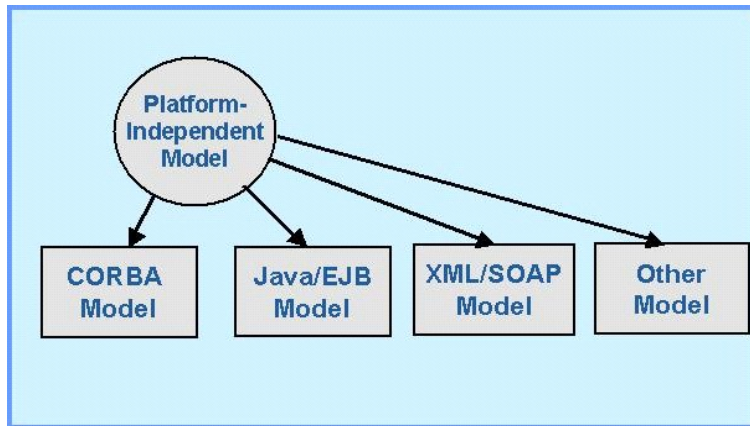 Platform-
Independent
Model
CORBA
Model
Java/EJB
Model
XML/SOAP
Model
Other
Model